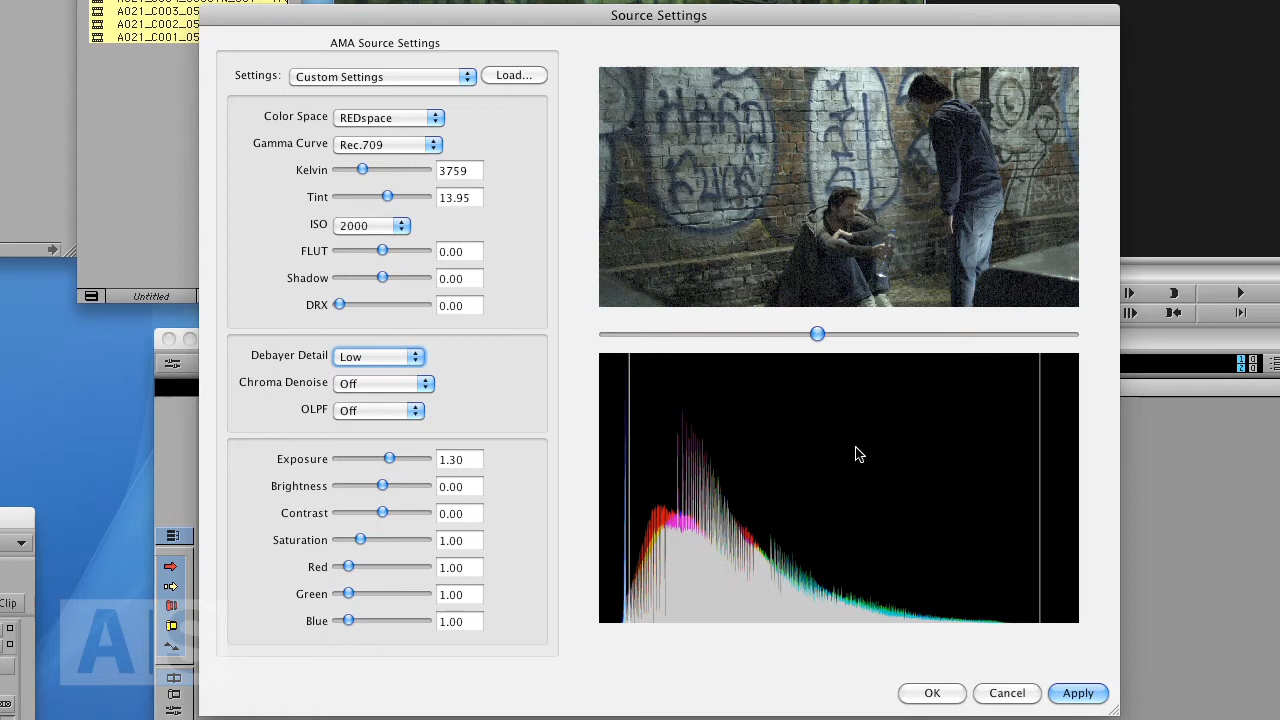 Source Settings
A021_C002_05
A021_C003_05
A021_C001_05
AMA Source Settings
Settings: Custom Settings Load...
Color Space REDspace
Gamma Curve Rec.709
Kelvin 3759
Tint 13.95
ISO 2000
FLUT 0.00
Shadow 0.00
DRX 0.00
Debayer Detail Low
Chroma Denoise Off
OLPF Off
Exposure 1.30
Brightness 0.00
Contrast 0.00
Saturation 1.00
Red 1.00
Green 1.00
Blue 1.00
OK Cancel Apply
Untitled
Clip